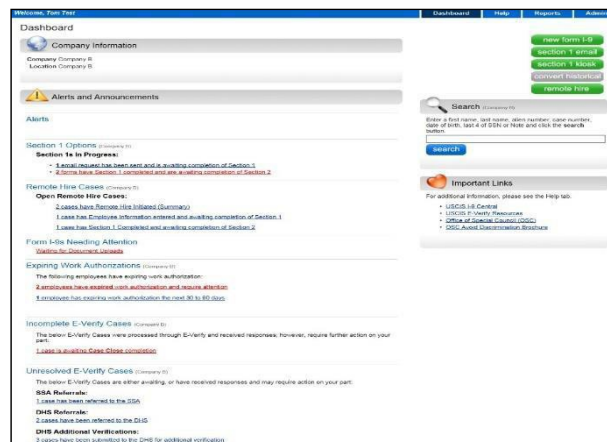 Welcome, Tom Test
Dashboard
Help
Reports
Admin
Dashboard
Company Information
Company Company B
Location Company B
new form I-9
section 1 email
section 1 kiosk
convert historical
remote hire
Alerts and Announcements
Alerts
Search
Enter a first name, last name, alien number, case number,
date of birth, last 4 of SSN or Note and click the search
button.
search
Section 1 Options
Section 1s in Progress:
1 email request has been sent and is awaiting completion of Section 1
2 forms have Section 1 completed and are awaiting completion of Section 2
Remote Hire Cases
Open Remote Hire Cases:
2 cases have Remote Hire Initiated (Summary)
1 case has Employee Information entered and awaiting completion of Section 1
1 case has Section 1 Completed and awaiting completion of Section 2
Important Links
For additional information, please see the Help tab.
USCIS I-9 Central
USCIS E-Verify Resources
Office of Special Council (OSC)
OSC Avoid Discrimination Brochure
Form I-9s Needing Attention
Waiting for Document Uploads
Expiring Work Authorizations
The following employees have expiring work authorization:
2 employees have expired work authorization and require attention
1 employee has expiring work authorization the next 30 to 60 days
Incomplete E-Verify Cases
The below E-Verify Cases were processed through E-Verify and received responses, however, require further action on your
part:
1 case is awaiting Case Close completion
Unresolved E-Verify Cases
The below E-Verify Cases are either awaiting, or have received responses and may require action on your part:
SSA Referrals:
1 case has been referred to the SSA
DHS Referrals:
2 cases have been referred to the DHS
DHS Additional Verifications:
3 cases have been submitted to the DHS for additional verification